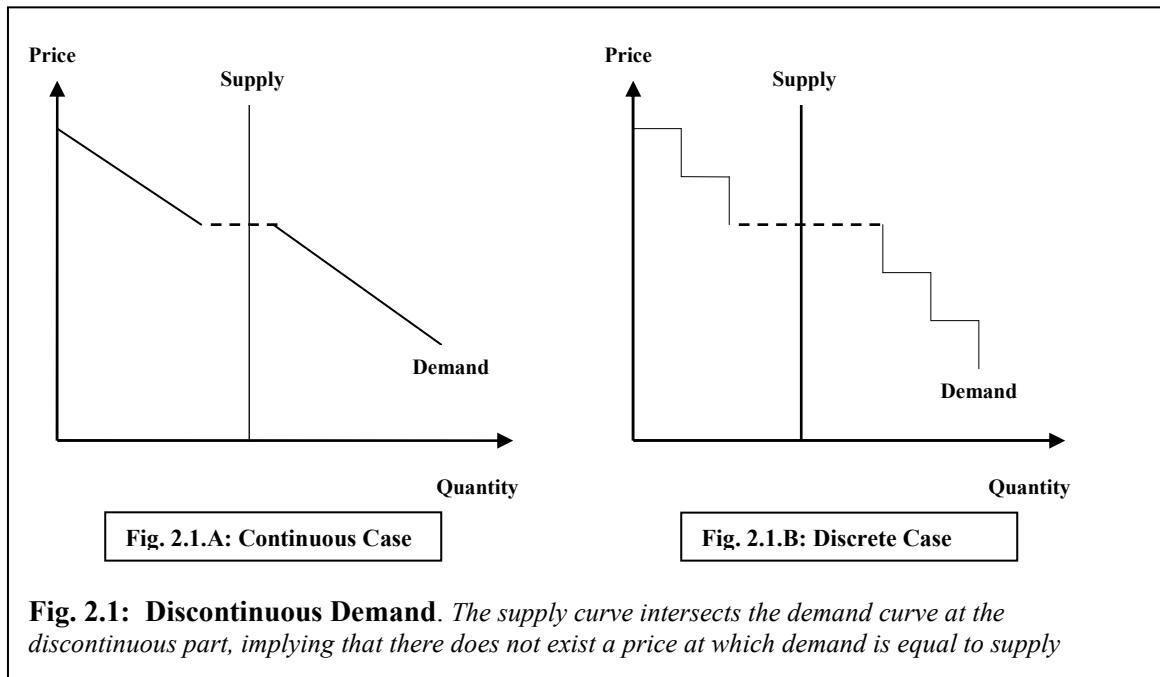 Price
Supply
Demand
Quantity
Fig. 2.1.A: Continuous Case
Price
Supply
Demand
Quantity
Fig. 2.1.B: Discrete Case
Fig. 2.1: Discontinuous Demand. The supply curve intersects the demand curve at the
discontinuous part, implying that there does not exist a price at which demand is equal to supply